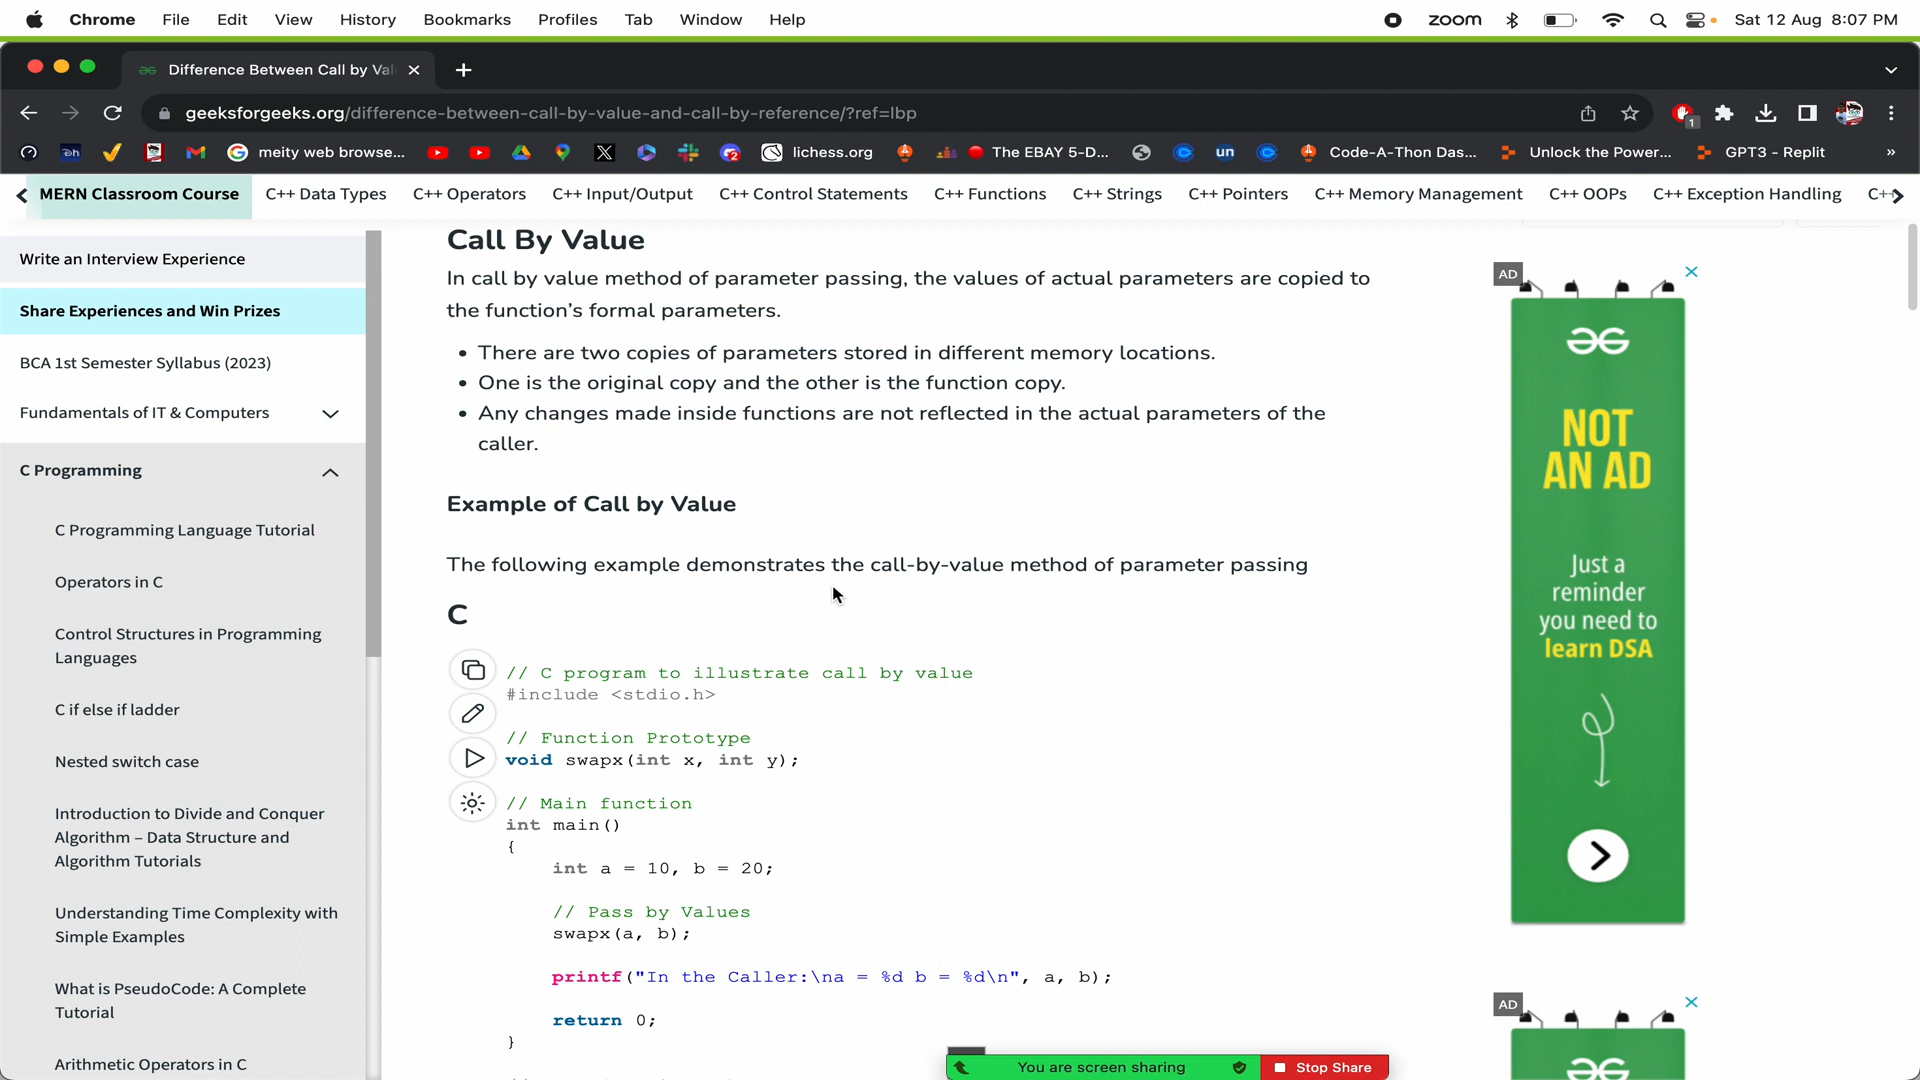 Chrome File Edit View History Bookmarks Profiles Tab Window Help zoom Sat 12 Aug 8:07 PM
Difference Between Call by Val
geeksforgeeks.org/difference-between-call-by-value-and-call-by-reference/?ref=lbp 1
meity web browse... 2 lichess.org The EBAY 5-D... un Code-A-Thon Das... Unlock the Power... GPT3 - Replit »
MERN Classroom Course C++ Data Types C++ Operators C++ Input/Output C++ Control Statements C++ Functions C++ Strings C++ Pointers C++ Memory Management C++ OOPs C++ Exception Handling C++
Write an Interview Experience
Share Experiences and Win Prizes
BCA 1st Semester Syllabus (2023)
Fundamentals of IT & Computers
C Programming
C Programming Language Tutorial
Operators in C
Control Structures in Programming
Languages
C if else if ladder
Nested switch case
Introduction to Divide and Conquer
Algorithm – Data Structure and
Algorithm Tutorials
Understanding Time Complexity with
Simple Examples
What is PseudoCode: A Complete
Tutorial
Arithmetic Operators in C
Call By Value
In call by value method of parameter passing, the values of actual parameters are copied to
the function’s formal parameters.
• There are two copies of parameters stored in different memory locations.
• One is the original copy and the other is the function copy.
• Any changes made inside functions are not reflected in the actual parameters of the
caller.
Example of Call by Value
The following example demonstrates the call-by-value method of parameter passing
C
// C program to illustrate call by value
#include <stdio.h>
// Function Prototype
void swapx(int x, int y);
// Main function
int main()
{
int a = 10, b = 20;
// Pass by Values
swapx(a, b);
printf("In the Caller:\na = %d b = %d\n", a, b);
return 0;
}
AD
NOT
AN AD
Just a
reminder
you need to
learn DSA
AD
You are screen sharing Stop Share